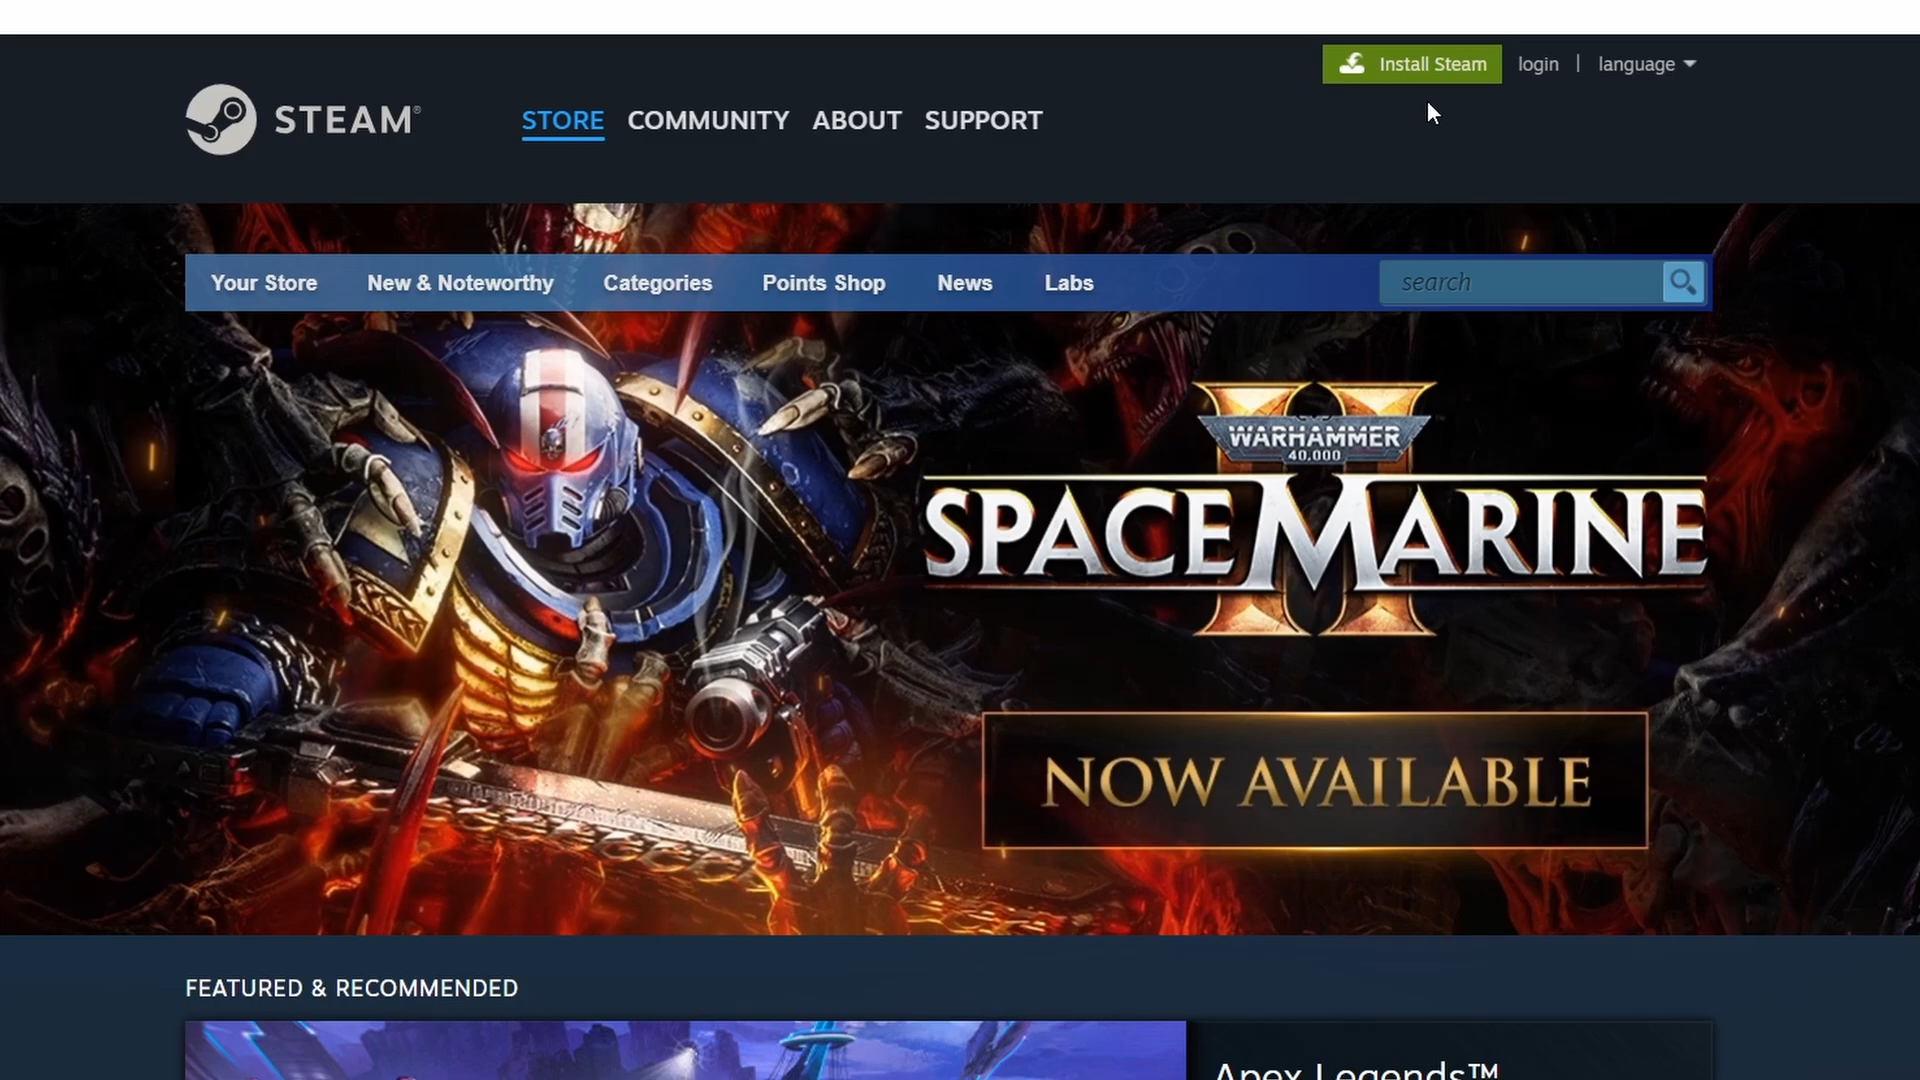 Install Steam login | language
STEAM®
STORE COMMUNITY ABOUT SUPPORT
Your Store New & Noteworthy Categories Points Shop News Labs search
WARHAMMER
40,000
SPACE MARINE
II
NOW AVAILABLE
FEATURED & RECOMMENDED
Apex Legends™